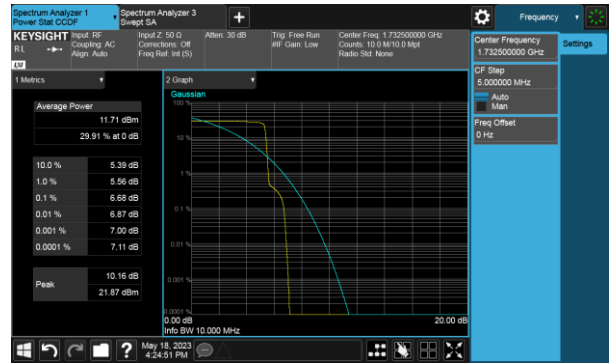 Spectrum Analyzer 1
Power Stat CCDF
Spectrum Analyzer 3
Swept SA
Frequency
KEYSIGHT
RL
LXI
Input: RF
Coupling: AC
Align: Auto
Input Z: 50 Ω
Corrections: Off
Freq Ref: Int (S)
Atten: 30 dB
Trig: Free Run
#IF Gain: Low
Center Freq: 1.732500000 GHz
Counts: 10.0 M/10.0 Mpt
Radio Std: None
Center Frequency
1.732500000 GHz
Settings
CF Step
5.000000 MHz
Auto
Man
Freq Offset
0 Hz
1 Metrics
Average Power
11.71 dBm
29.91 % at 0 dB
10.0 % 5.39 dB
1.0 % 5.56 dB
0.1 % 6.68 dB
0.01 % 6.87 dB
0.001 % 7.00 dB
0.0001 % 7.11 dB
Peak
10.16 dB
21.87 dBm
2 Graph
Gaussian
100 %
10 %
1 %
0.1 %
0.01 %
0.001 %
0.0001 %
0.00 dB 20.00 dB
Info BW 10.000 MHz
?
May 18, 2023
4:24:51 PM